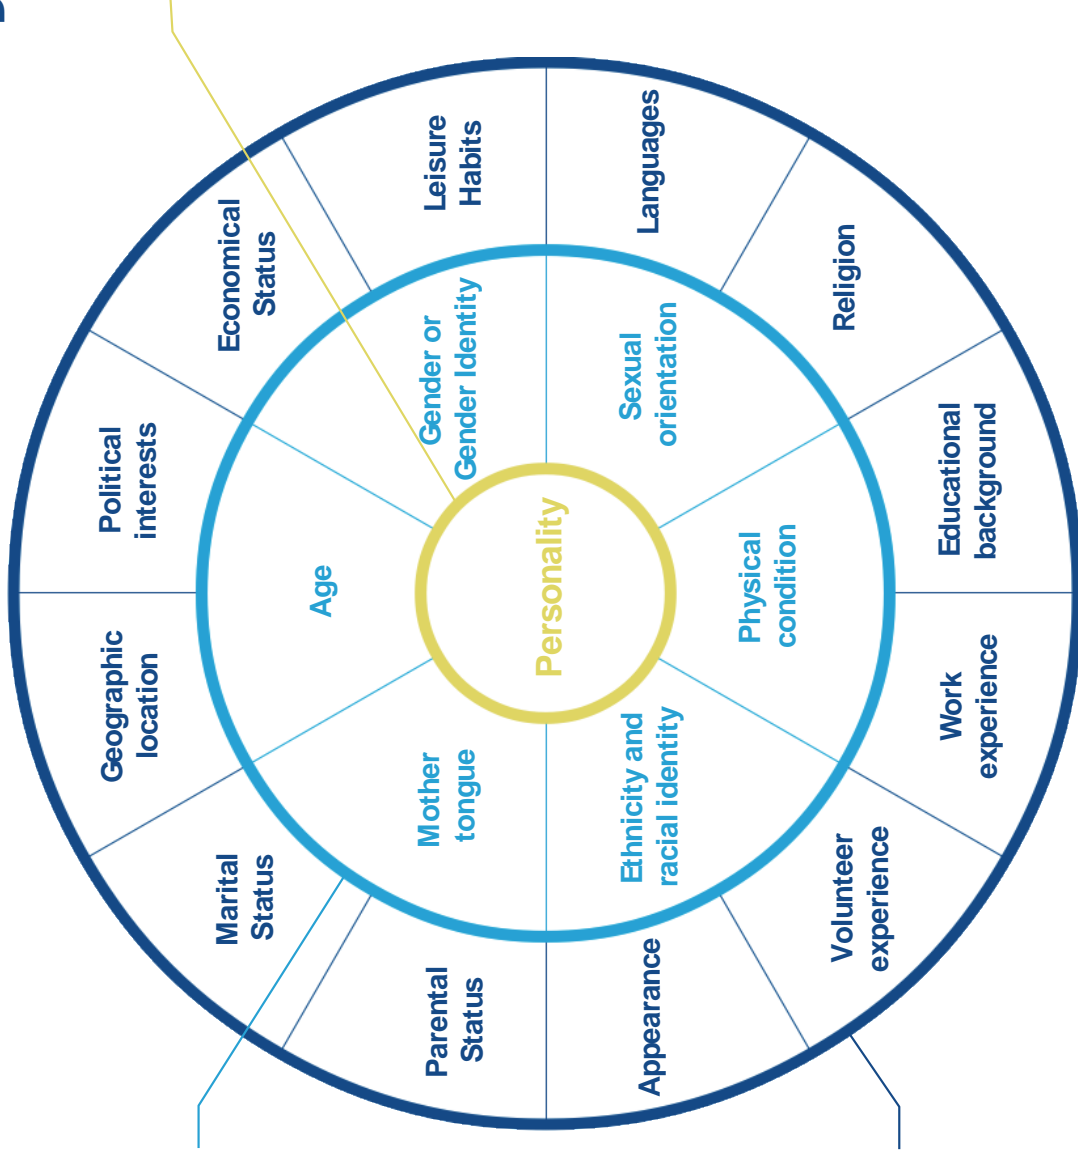 Personality
Age
Gender or
Gender Identity
Sexual
orientation
Physical
condition
Ethnicity and
racial identity
Mother
tongue
Geographic
location
Political
interests
Economical
Status
Leisure
Habits
Languages
Religion
Educational
background
Work
experience
Volunteer
experience
Appearance
Parental
Status
Marital
Status